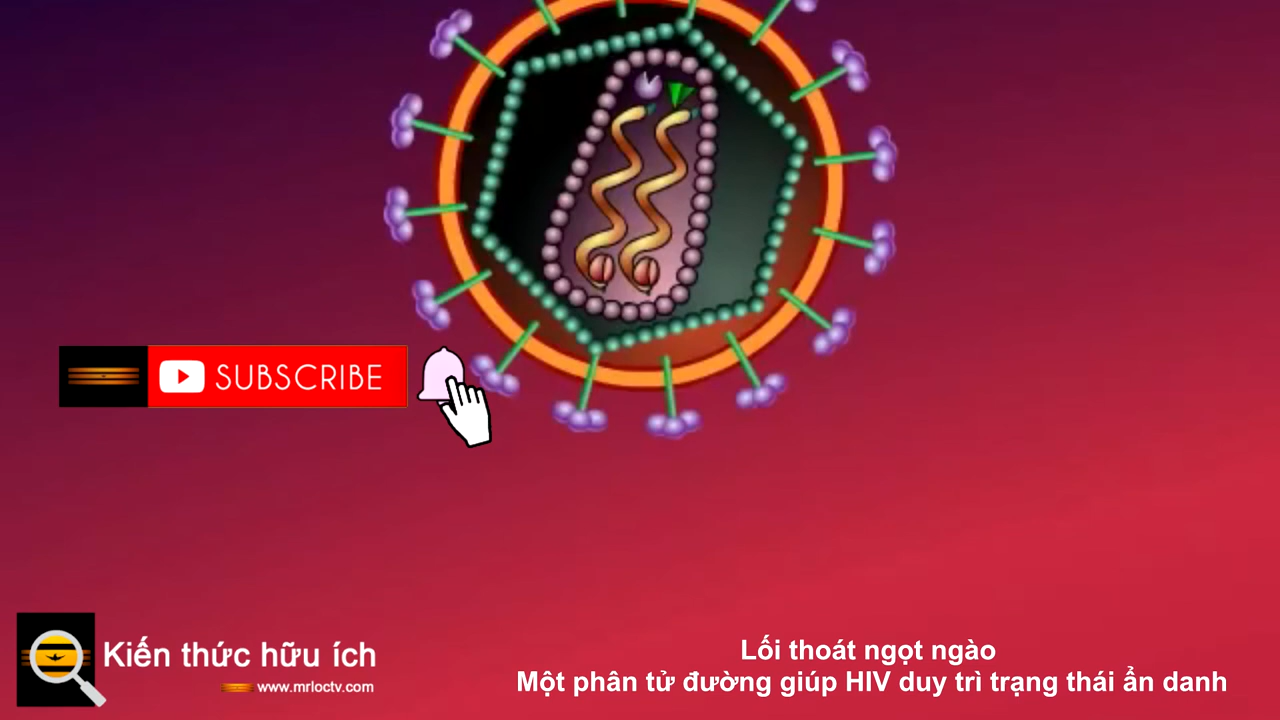 SUBSCRIBE
Kiến thức hữu ích
www.mrloctv.com
Lối thoát ngọt ngào
Một phân tử đường giúp HIV duy trì trạng thái ẩn danh